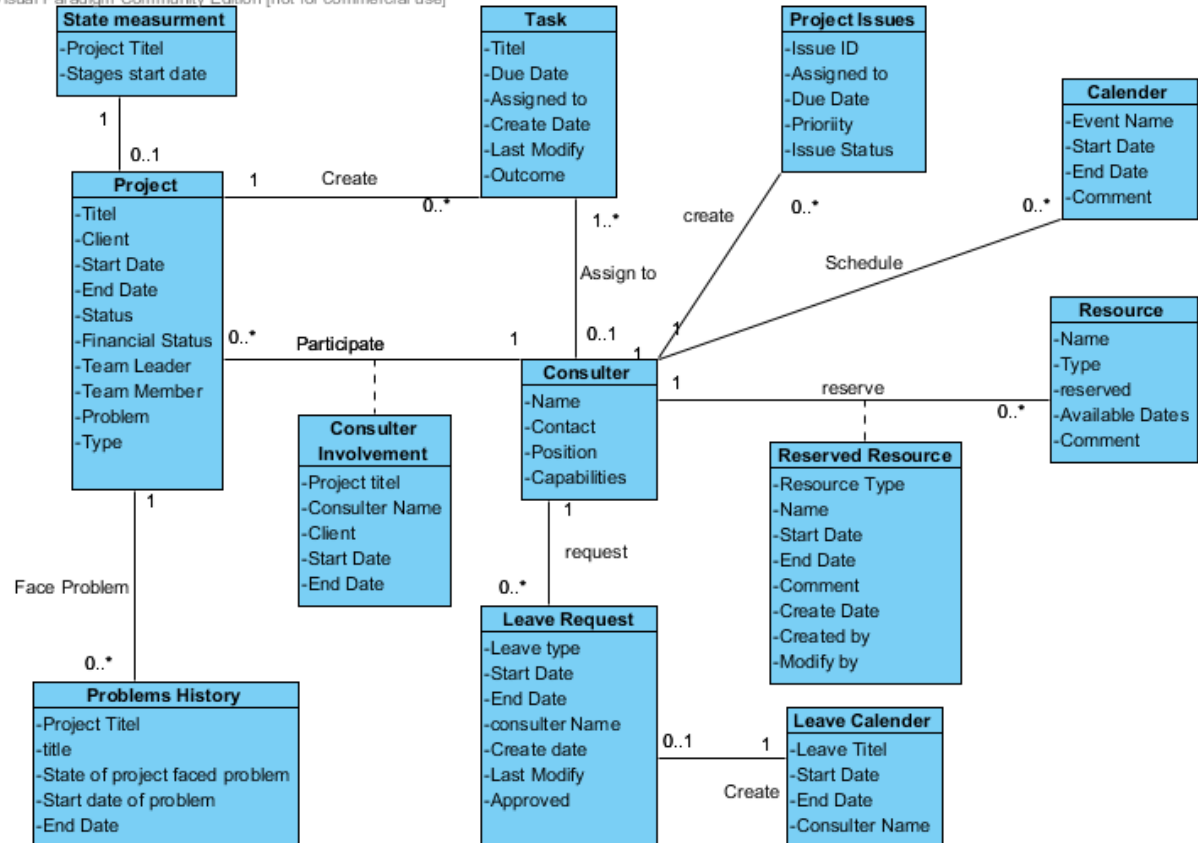 Visual Paradigm Community Edition [not for commercial use]
State measurment
-Project Titel
-Stages start date
1
0..1
Task
-Titel
-Due Date
-Assigned to
-Create Date
-Last Modify
-Outcome
Project Issues
-Issue ID
-Assigned to
-Due Date
-Prioriity
-Issue Status
Calender
-Event Name
-Start Date
-End Date
-Comment
Project
-Titel
-Client
-Start Date
-End Date
-Status
-Financial Status
-Team Leader
-Team Member
-Problem
-Type
1
Create
0..*
1..*
Assign to
0..1
create
0..*
1
Schedule
0..*
1
0..*
Participate
1
Consulter
-Name
-Contact
-Position
-Capabilities
1
reserve
0..*
Resource
-Name
-Type
-reserved
-Available Dates
-Comment
Consulter
Involvement
-Project titel
-Consulter Name
-Client
-Start Date
-End Date
Reserved Resource
-Resource Type
-Name
-Start Date
-End Date
-Comment
-Create Date
-Created by
-Modify by
1
Face Problem
0..*
1
request
0..*
Problems History
-Project Titel
-title
-State of project faced problem
-Start date of problem
-End Date
Leave Request
-Leave type
-Start Date
-End Date
-consulter Name
-Create date
-Last Modify
-Approved
0..1
1
Create
Leave Calender
-Leave Titel
-Start Date
-End Date
-Consulter Name